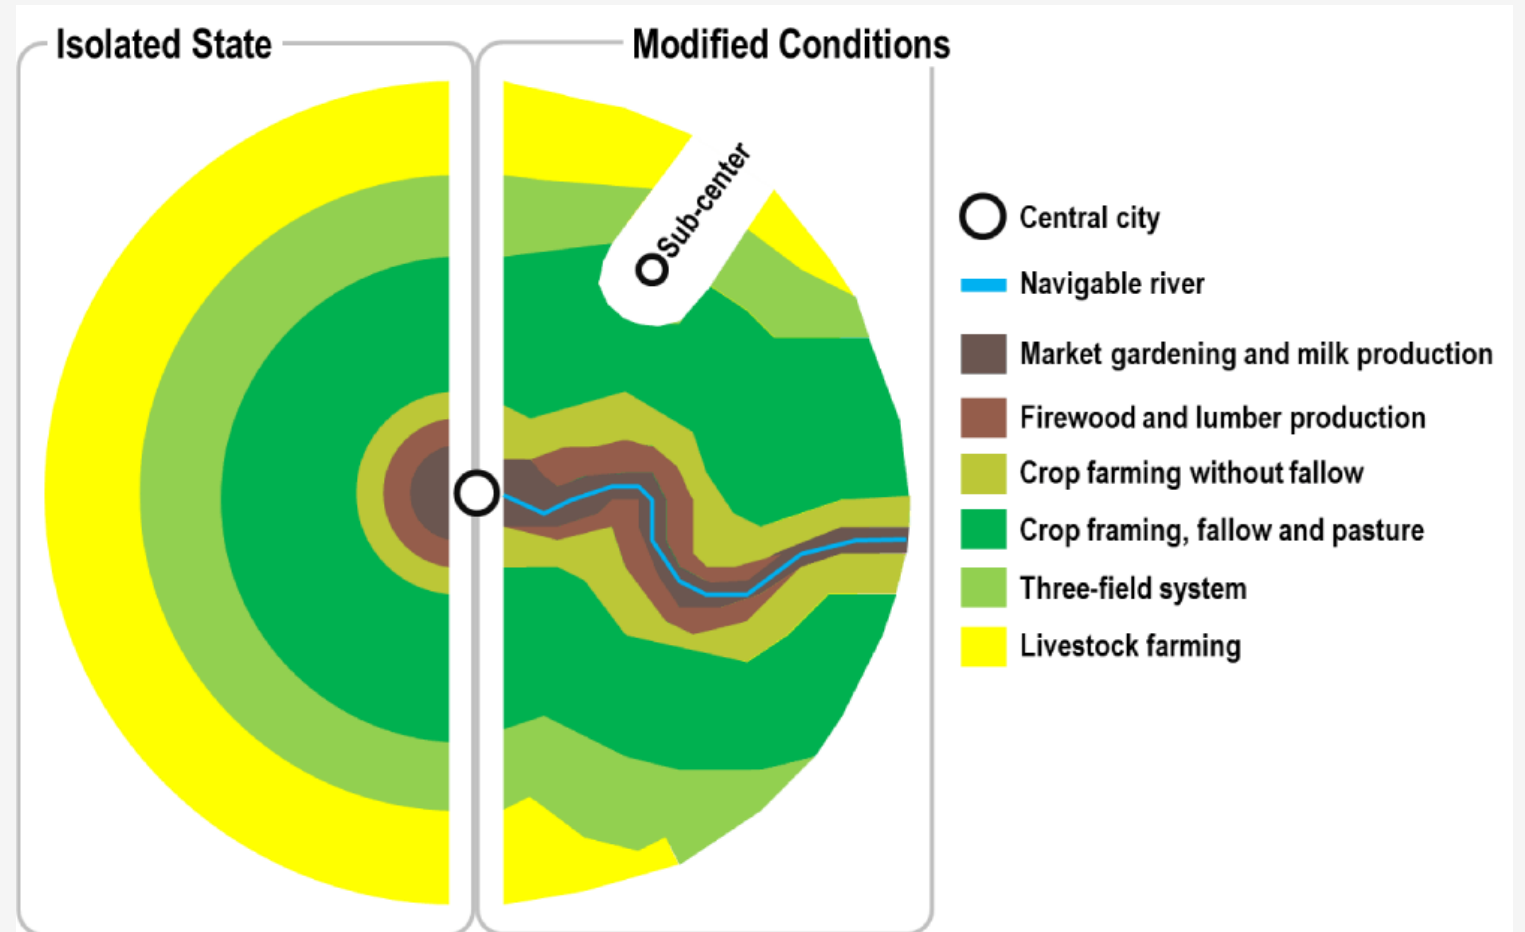 Isolated State
Modified Conditions
Sub-center
Central city
Navigable river
Market gardening and milk production
Firewood and lumber production
Crop farming without fallow
Crop framing, fallow and pasture
Three-field system
Livestock farming